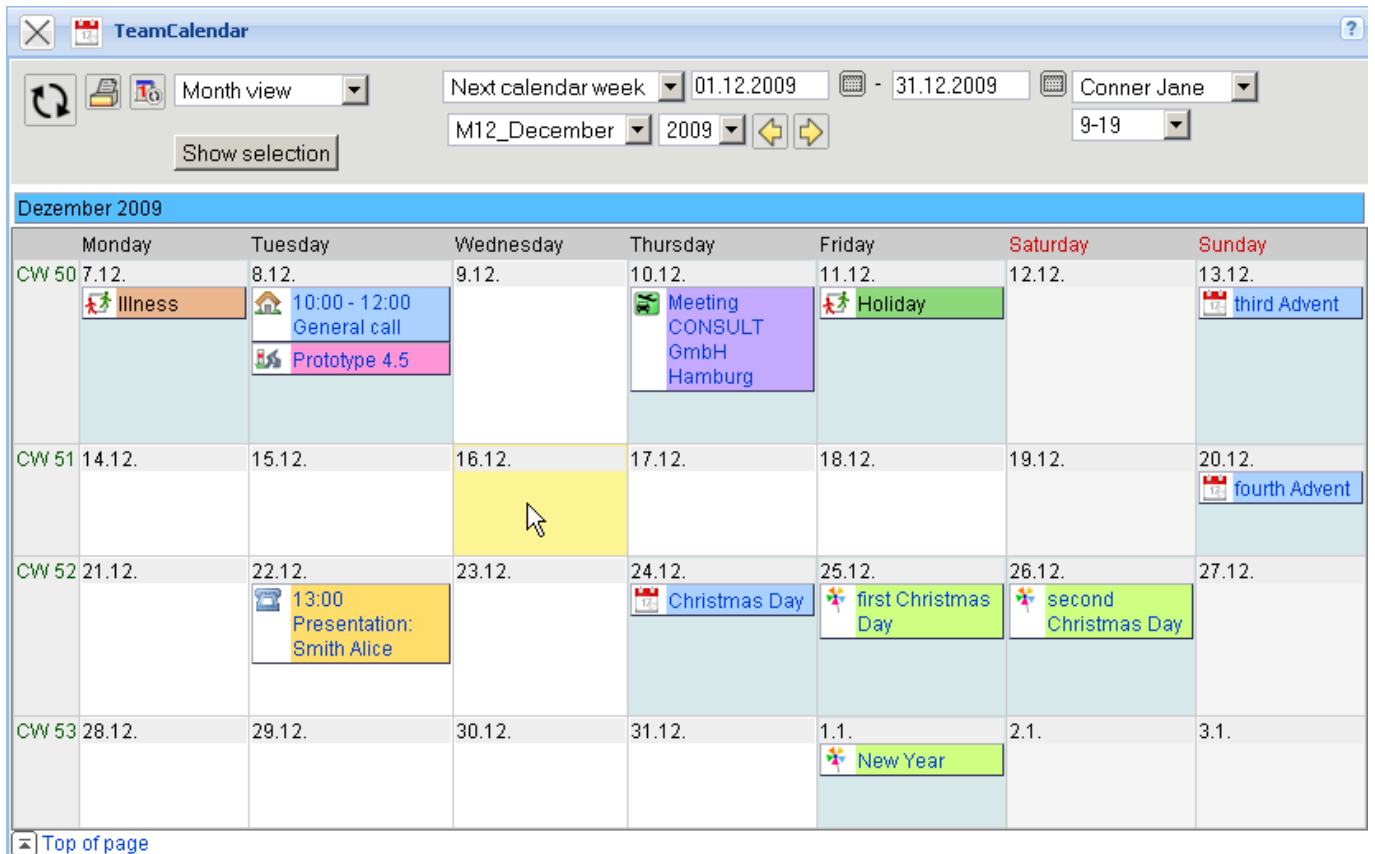 TeamCalendar ?
Month view Next calendar week 01.12.2009 - 31.12.2009 Conner Jane
M12_December 2009 9-19
Show selection
Dezember 2009
Monday Tuesday Wednesday Thursday Friday Saturday Sunday
CW 50 7.12. 8.12. 9.12. 10.12. 11.12. 12.12. 13.12.
Illness
10:00 - 12:00
General call
Prototype 4.5
Meeting
CONSULT
GmbH
Hamburg
Holiday
third Advent
CW 51 14.12. 15.12. 16.12. 17.12. 18.12. 19.12. 20.12.
fourth Advent
CW 52 21.12. 22.12. 23.12. 24.12. 25.12. 26.12. 27.12.
13:00
Presentation:
Smith Alice
Christmas Day
first Christmas
Day
second
Christmas Day
CW 53 28.12. 29.12. 30.12. 31.12. 1.1. 2.1. 3.1.
New Year
Top of page